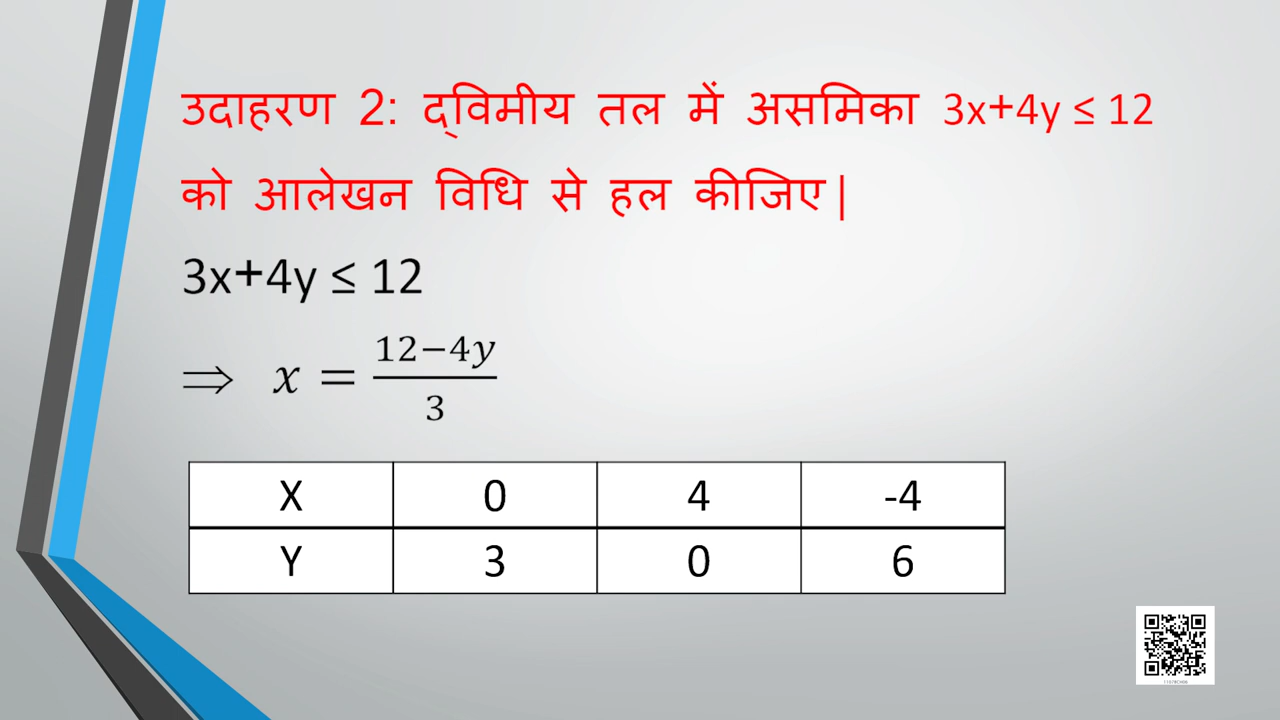 उदाहरण 2: द्विमीय तल में असमिका 3x+4y ≤ 12
को आलेखन विधि से हल कीजिए|
3x+4y ≤ 12
⇒ x = (12−4y)/3
X 0 4 -4
Y 3 0 6